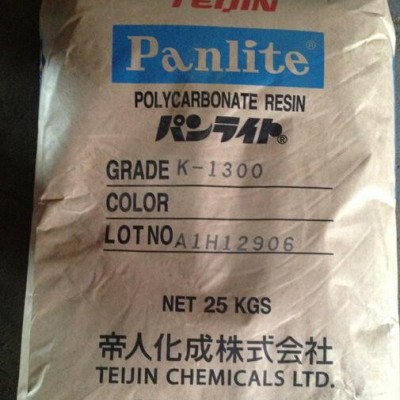 TEIJIN
Panlite®
POLYCARBONATE RESIN
パンライト®
GRADE K-1300
COLOR
LOT NO A1H12906
NET 25 KGS
帝人化成株式会社
TEIJIN CHEMICALS LTD.